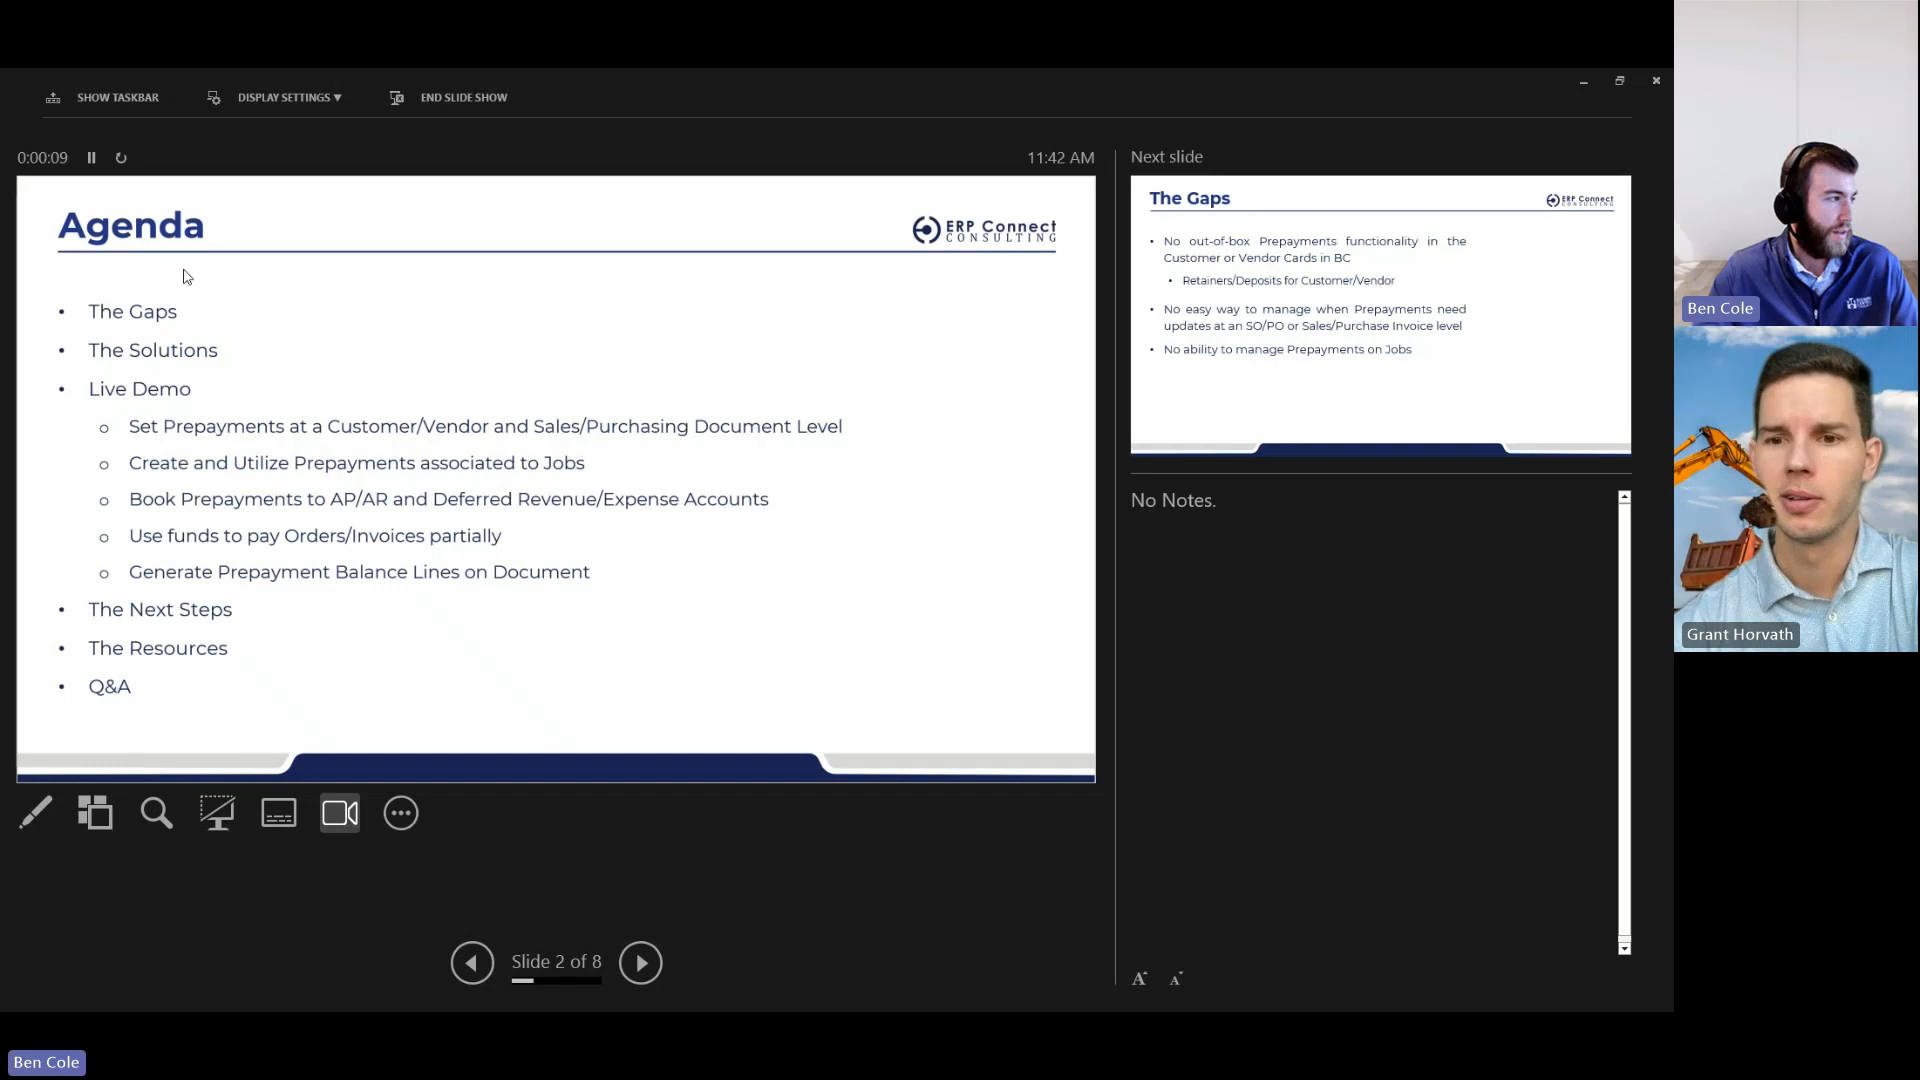 SHOW TASKBAR
DISPLAY SETTINGS ▼
END SLIDE SHOW
0:00:09
11:42 AM
Agenda
ERP Connect
CONSULTING
• The Gaps
• The Solutions
• Live Demo
o Set Prepayments at a Customer/Vendor and Sales/Purchasing Document Level
o Create and Utilize Prepayments associated to Jobs
o Book Prepayments to AP/AR and Deferred Revenue/Expense Accounts
o Use funds to pay Orders/Invoices partially
o Generate Prepayment Balance Lines on Document
• The Next Steps
• The Resources
• Q&A
Slide 2 of 8
Next slide
The Gaps
ERP Connect
CONSULTING
• No out-of-box Prepayments functionality in the
Customer or Vendor Cards in BC
• Retainers/Deposits for Customer/Vendor
• No easy way to manage when Prepayments need
updates at an SO/PO or Sales/Purchase Invoice level
• No ability to manage Prepayments on Jobs
No Notes.
A A
Ben Cole
Grant Horvath
Ben Cole